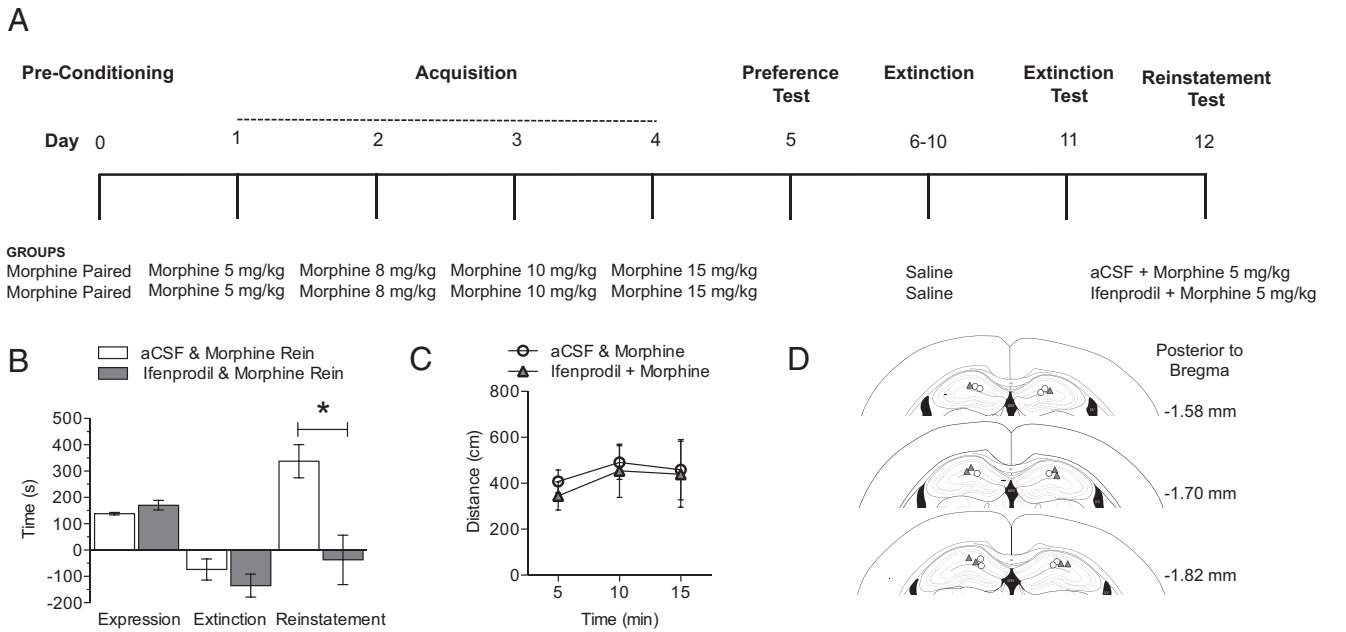 A
Pre-Conditioning Acquisition Preference Test Extinction Extinction Test Reinstatement Test
Day 0 1 2 3 4 5 6-10 11 12
GROUPS
Morphine Paired Morphine 5 mg/kg Morphine 8 mg/kg Morphine 10 mg/kg Morphine 15 mg/kg Saline aCSF + Morphine 5 mg/kg
Morphine Paired Morphine 5 mg/kg Morphine 8 mg/kg Morphine 10 mg/kg Morphine 15 mg/kg Saline Ifenprodil + Morphine 5 mg/kg
B
aCSF & Morphine Rein
Ifenprodil & Morphine Rein
*
Time (s)
500
400
300
200
100
0
-100
-200
Expression Extinction Reinstatement
C
aCSF & Morphine
Ifenprodil + Morphine
Distance (cm)
800
600
400
200
0
5 10 15
Time (min)
D
Posterior to
Bregma
-1.58 mm
-1.70 mm
-1.82 mm